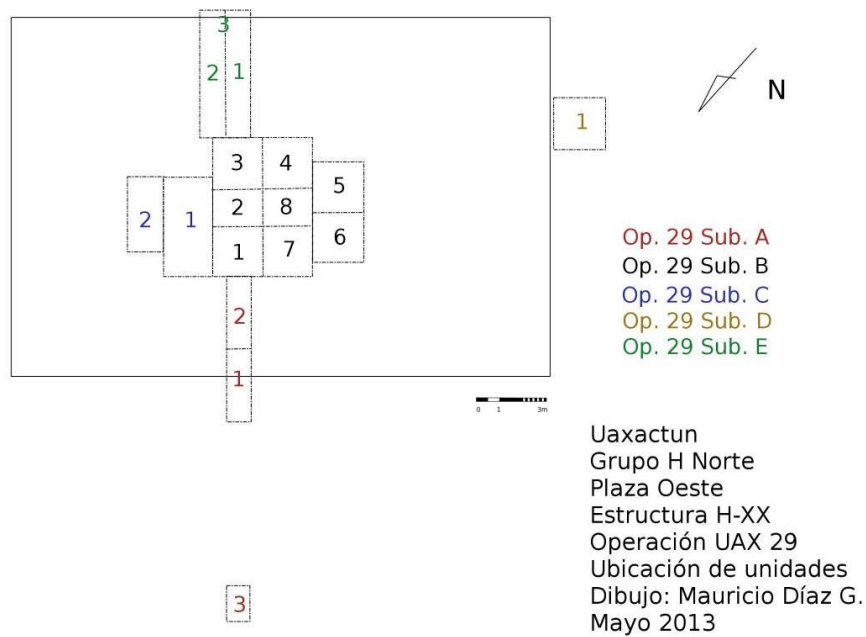 3
2 1
N
1
3 4
5
2 1 2 8
6
1 7
2
1
3
Op. 29 Sub. A
Op. 29 Sub. B
Op. 29 Sub. C
Op. 29 Sub. D
Op. 29 Sub. E
0 1 3m
Uaxactun
Grupo H Norte
Plaza Oeste
Estructura H-XX
Operación UAX 29
Ubicación de unidades
Dibujo: Mauricio Díaz G.
Mayo 2013